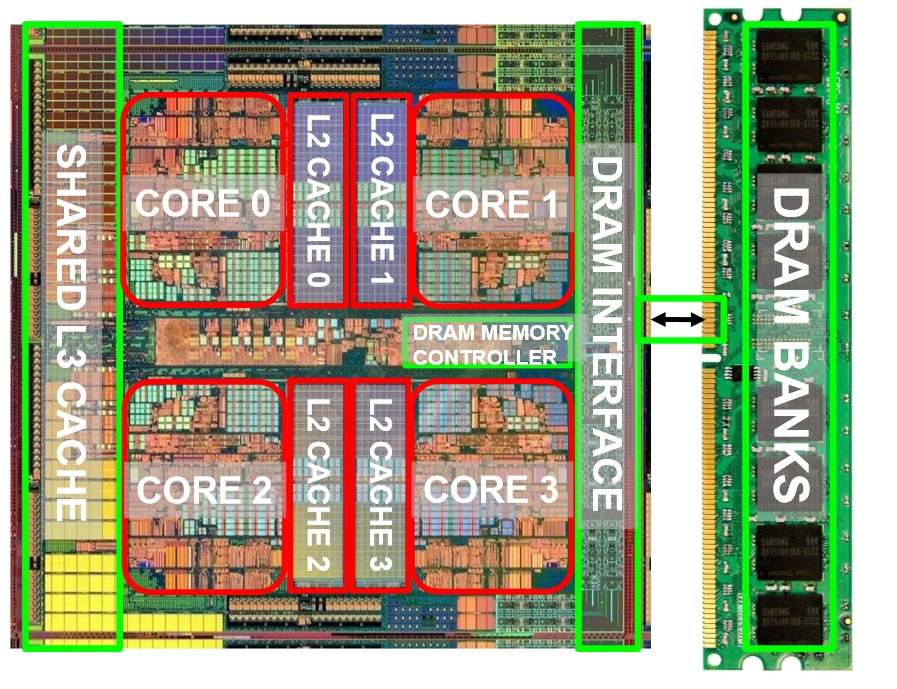 SHARED L3 CACHE
CORE 0
L2 CACHE 0
L2 CACHE 1
CORE 1
DRAM INTERFACE
DRAM BANKS
DRAM MEMORY
CONTROLLER
CORE 2
L2 CACHE 2
L2 CACHE 3
CORE 3